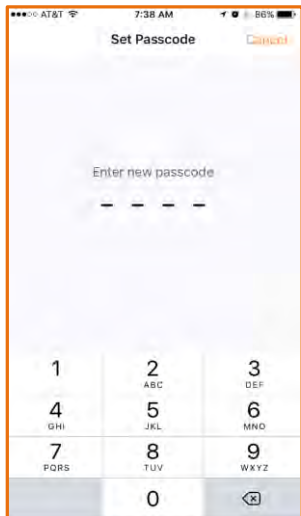 AT&T 7:38 AM 86%
Set Passcode Cancel
Enter new passcode
1 2 3
ABC DEF
4 5 6
GHI JKL MNO
7 8 9
PQRS TUV WXYZ
0